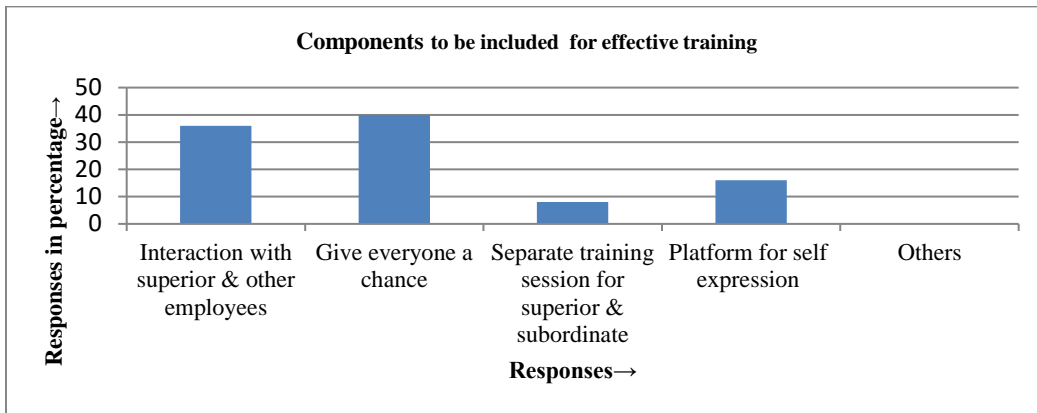 Components to be included for effective training
Responses in percentage→
50
40
30
20
10
0
Interaction with
superior & other
employees
Give everyone a
chance
Separate training
session for
superior &
subordinate
Platform for self
expression
Others
Responses→